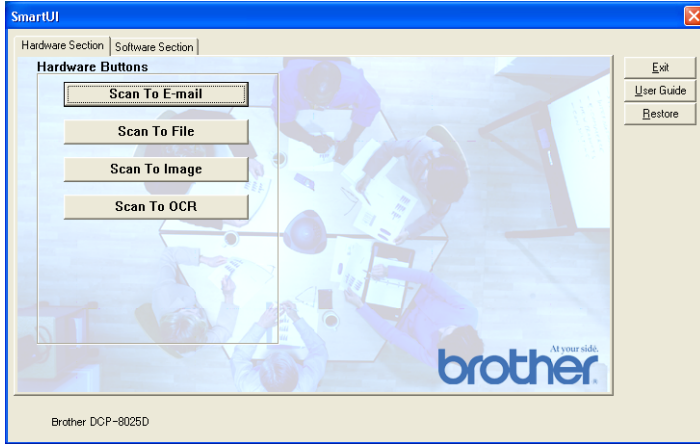 SmartUI
Hardware Section
Software Section
Hardware Buttons
Scan To E-mail
Scan To File
Scan To Image
Scan To OCR
Exit
User Guide
Restore
At your side.
brother
Brother DCP-8025D